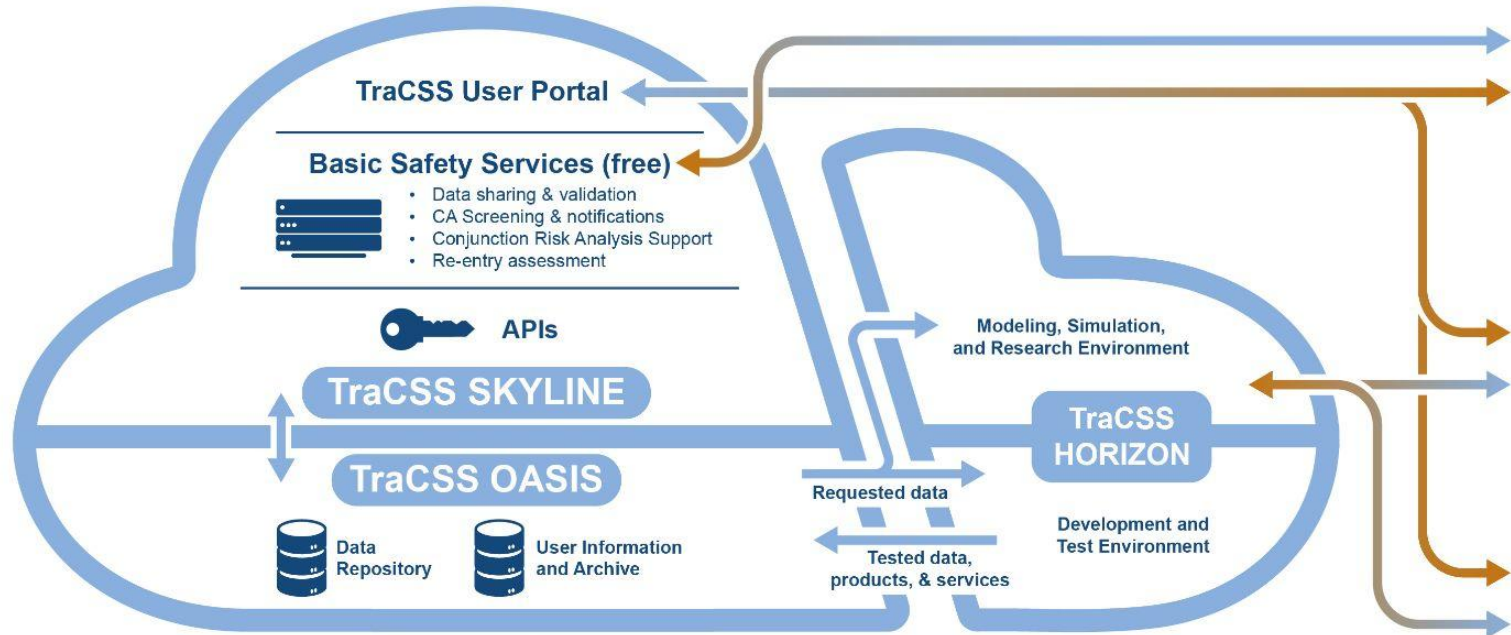 TraCSS User Portal
Basic Safety Services (free)
• Data sharing & validation
• CA Screening & notifications
• Conjunction Risk Analysis Support
• Re-entry assessment
APIs
TraCSS SKYLINE
TraCSS OASIS
Data
Repository
User Information
and Archive
Requested data
Tested data,
products, & services
Modeling, Simulation,
and Research Environment
TraCSS
HORIZON
Development and
Test Environment